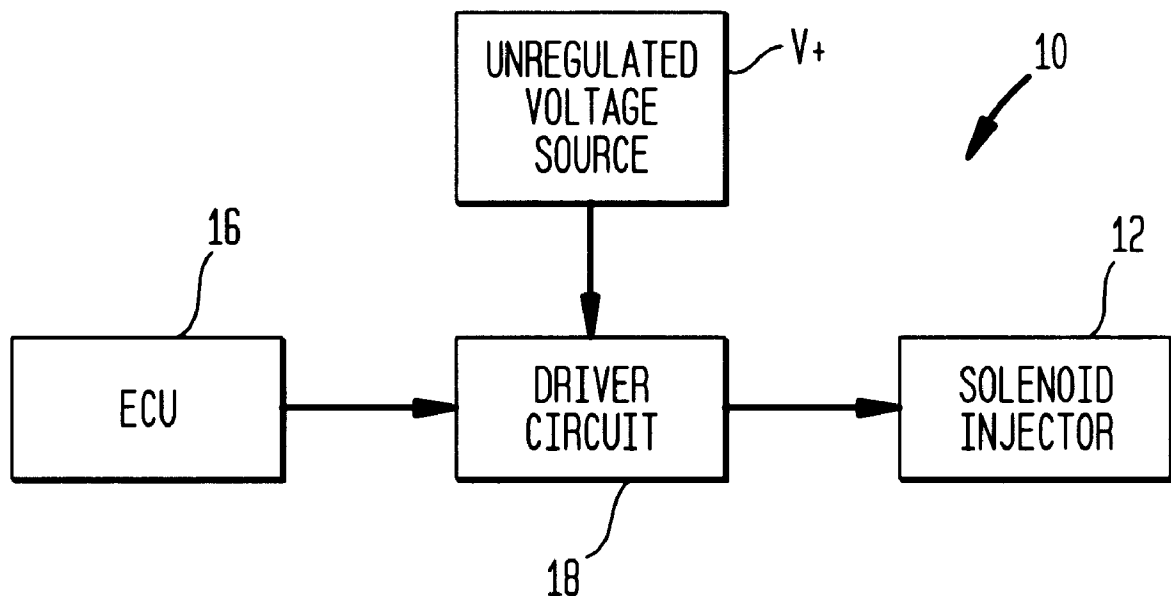 UNREGULATED
VOLTAGE
SOURCE
V+
10
16
ECU
DRIVER
CIRCUIT
18
12
SOLENOID
INJECTOR